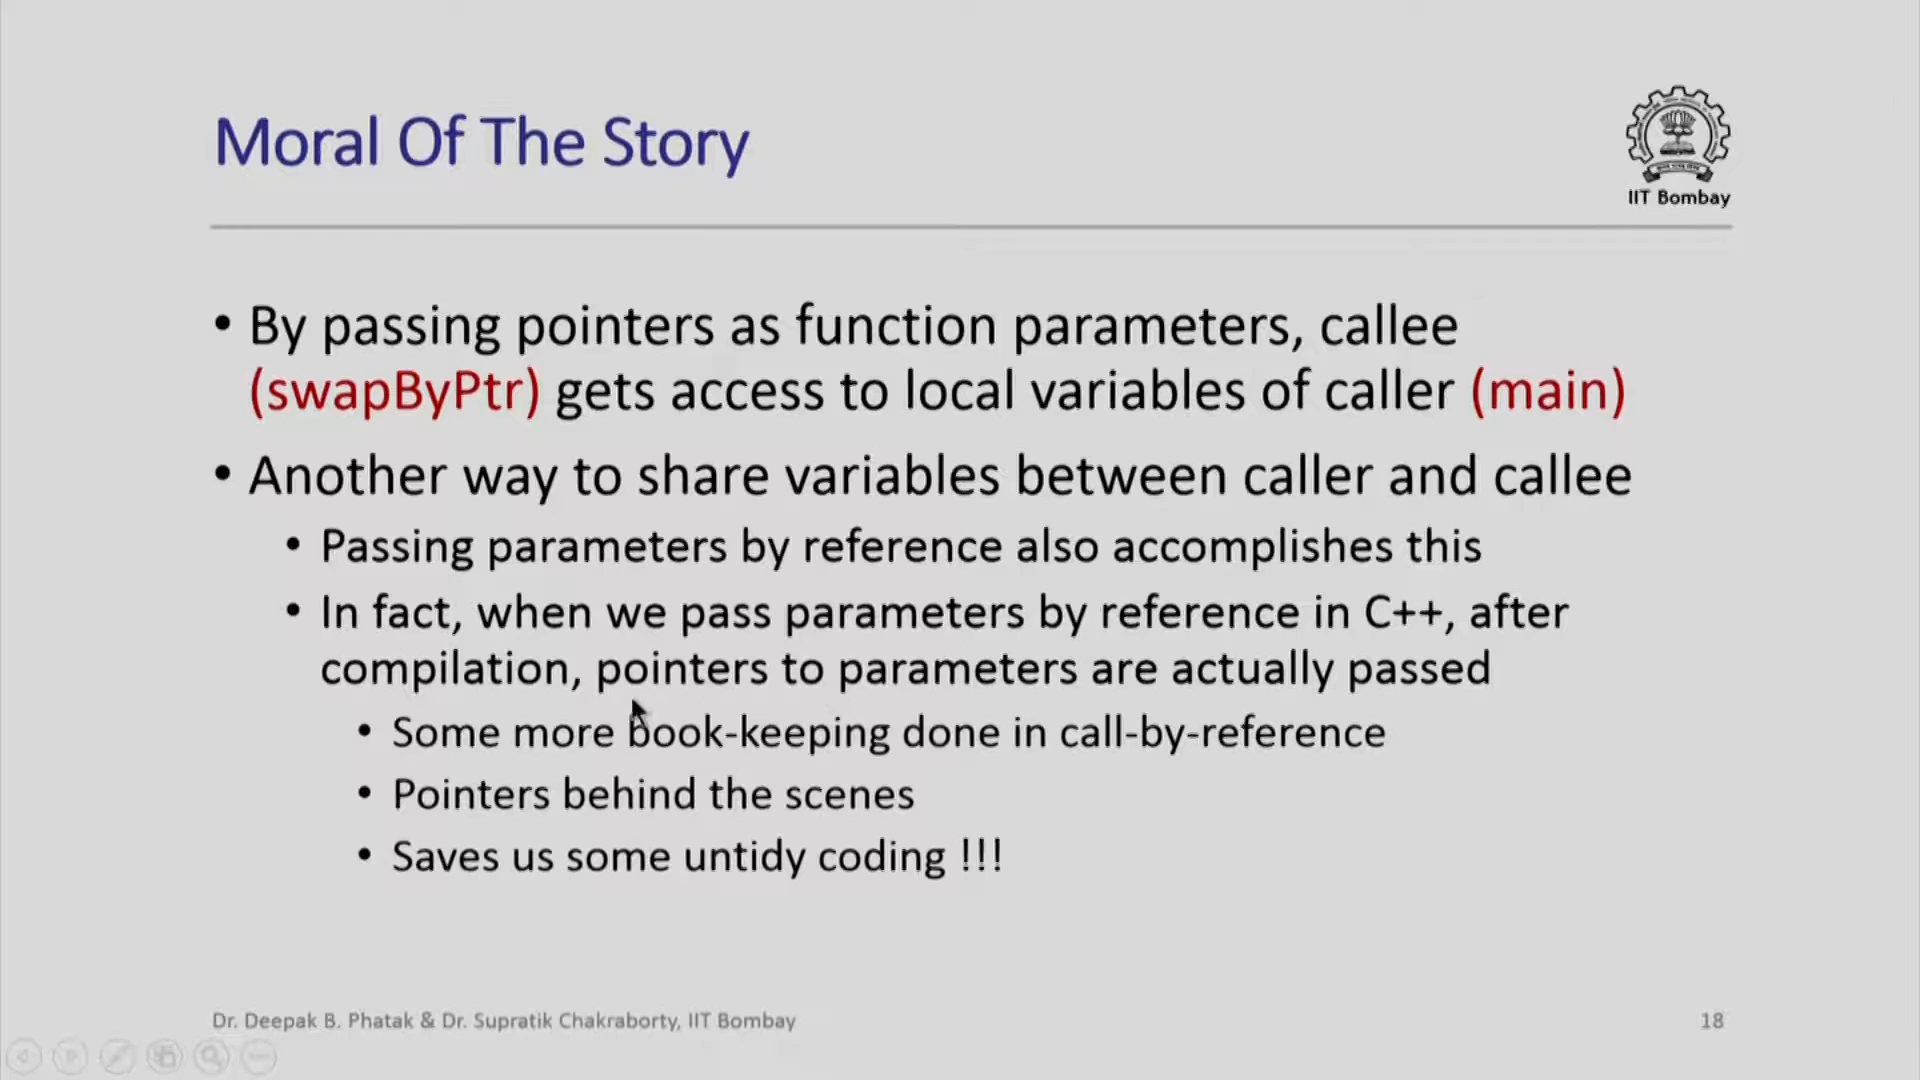 Moral Of The Story
IIT Bombay
• By passing pointers as function parameters, callee
(swapByPtr) gets access to local variables of caller (main)
• Another way to share variables between caller and callee
• Passing parameters by reference also accomplishes this
• In fact, when we pass parameters by reference in C++, after
compilation, pointers to parameters are actually passed
• Some more book-keeping done in call-by-reference
• Pointers behind the scenes
• Saves us some untidy coding !!!
Dr. Deepak B. Phatak & Dr. Supratik Chakraborty, IIT Bombay
18